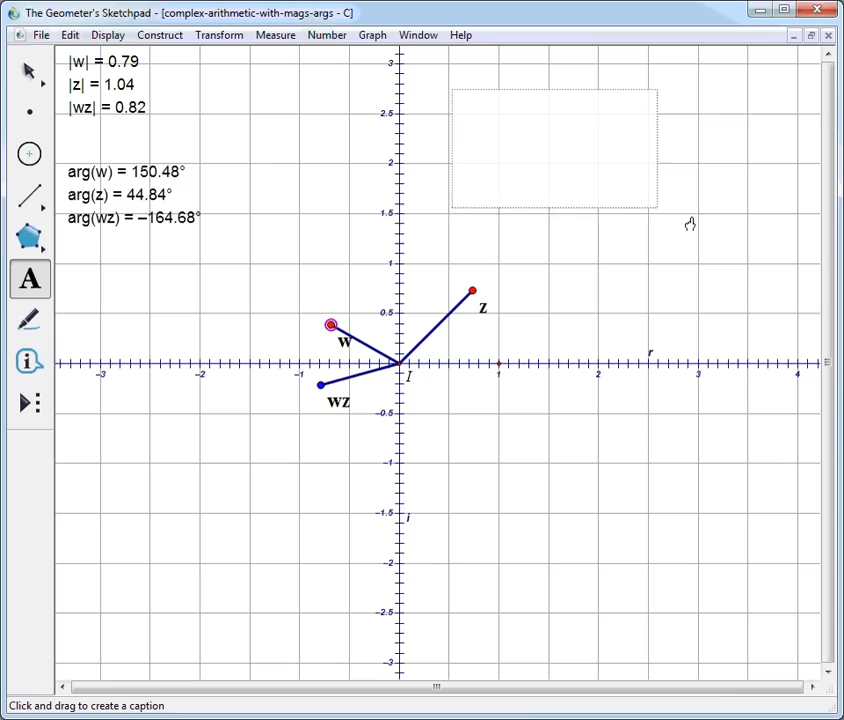 The Geometer's Sketchpad - [complex-arithmetic-with-mags-args - C]
File Edit Display Construct Transform Measure Number Graph Window Help
|w| = 0.79
|z| = 1.04
|wz| = 0.82
arg(w) = 150.48°
arg(z) = 44.84°
arg(wz) = –164.68°
3
2.5
2
1.5
1
0.5
z
w
r
–3 –2 –1 I 1 2 3 4
wz
–0.5
–1
–1.5
i
–2
–2.5
–3
A
Click and drag to create a caption